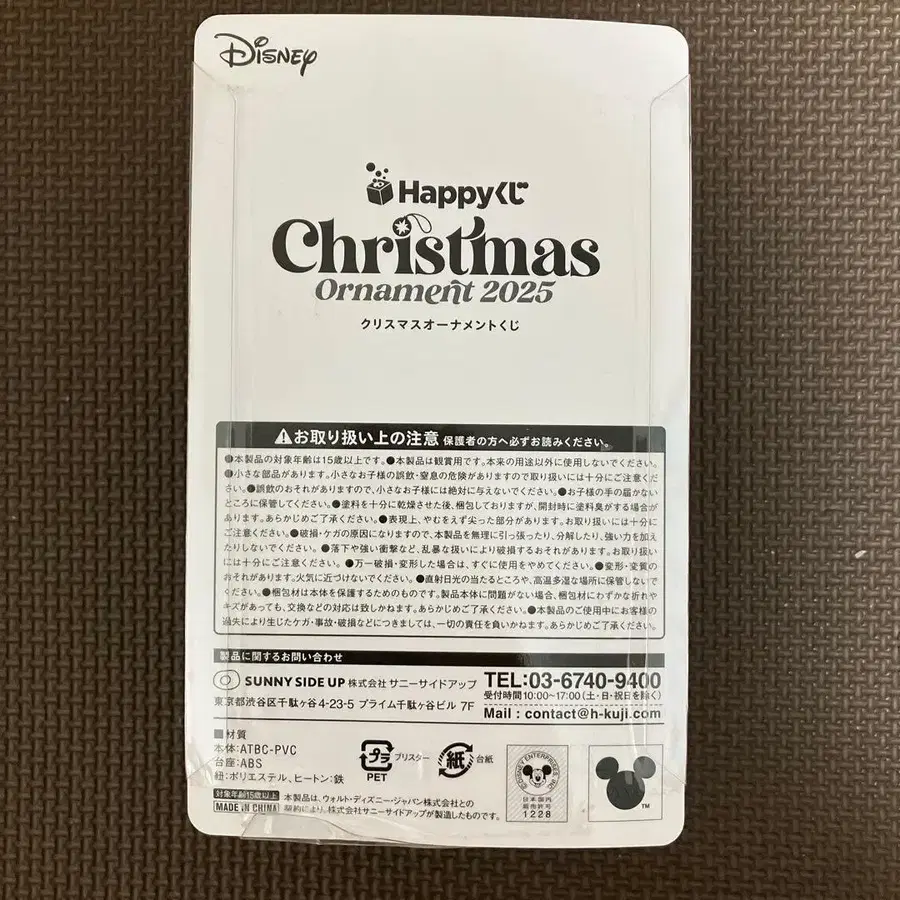 Disney
Happyくじ
Christmas
Ornament 2025
クリスマスオーナメントくじ
お取り扱い上の注意 保護者の方へ必ずお読みください。
●本製品の対象年齢は15歳以上です。●本製品は観賞用です。本来の用途以外に使用しないでください。
●小さな部品があります。小さなお子様の誤飲・窒息の危険がありますので取り扱いには十分にご注意くだ
さい。●誤飲のおそれがありますので、小さなお子様には絶対に与えないでください。●お子様の手の届かない
ところに保管してください。●塗料を十分に乾燥させた後、梱包しておりますが、開封時に塗料臭がする場合が
あります。あらかじめご了承ください。●表現上、やむをえず尖った部分があります。お取り扱いには十分に
ご注意ください。●破損・ケガの原因になりますので、本製品を無理に引っ張ったり、分解したり、強い力を加え
たりしないでください。●落下や強い衝撃など、乱暴な扱いにより破損するおそれがあります。お取り扱い
には十分にご注意ください。●万一破損・変形した場合は、すぐに使用をやめてください。●変形・変質の
おそれがあります。火気に近づけないでください。●直射日光の当たるところや、高温多湿な場所に保管しないで
ください。●梱包材は本体を保護するためのものです。製品本体に問題がない場合、梱包材にわずかな折れや
キズがあっても、交換などの対応は致しかねます。あらかじめご了承ください。●本製品のご使用中にお客様の
過失により生じたケガ・事故・破損などにつきましては、一切の責任を負いかねます。あらかじめご了承ください。
製品に関するお問い合わせ
SUNNY SIDE UP 株式会社 サニーサイドアップ
東京都渋谷区千駄ヶ谷4-23-5 プライム千駄ヶ谷ビル 7F
TEL:03-6740-9400
受付時間10:00~17:00(土・日・祝日を除く)
Mail : contact@h-kuji.com
■材質
本体:ATBC-PVC
台座:ABS
紐:ポリエステル、ヒートン:鉄
プラ
PET
ブリスター
紙
台紙
©DISNEY ENTERPRISES INC.
日本国内
販売許可
1228
TM
対象年齢15歳以上
MADE IN CHINA
本製品は、ウォルト・ディズニー・ジャパン株式会社との
契約により、株式会社サニーサイドアップが製造したものです。